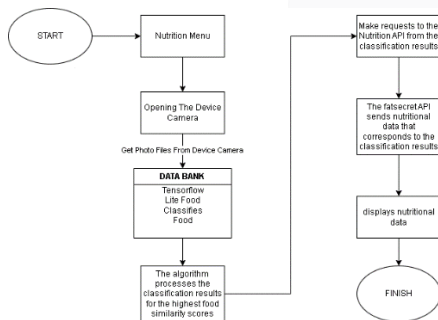 START
Nutrition Menu
Opening The Device
Camera
Get Photo Files From Device Camera
DATA BANK
Tensorflow
Lite Food
Classifies
Food
The algorithm
processes the
classification results
for the highest food
similarity scores
Make requests to the
Nutrition API from the
classification results
The fatsecretAPI
sends nutritional
data that
corresponds to the
classification results
displays nutritional
data
FINISH